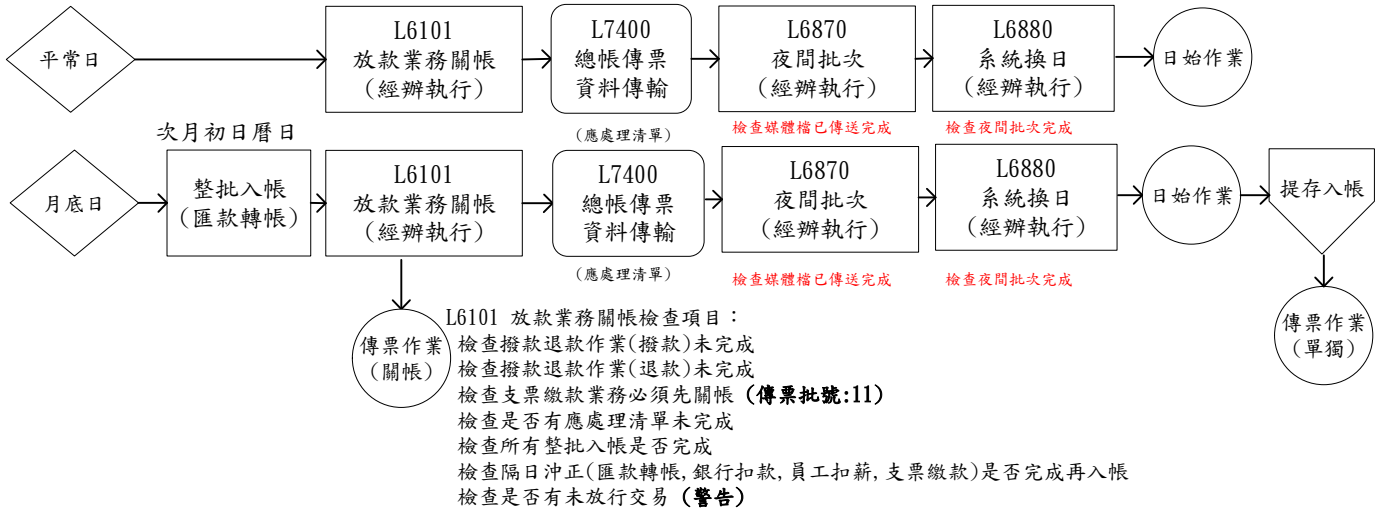 平常日
L6101
放款業務關帳
(經辦執行)
L7400
總帳傳票
資料傳輸
(應處理清單)
L6870
夜間批次
(經辦執行)
檢查媒體檔已傳送完成
L6880
系統換日
(經辦執行)
檢查夜間批次完成
日始作業
次月初日曆日
月底日
整批入帳
(匯款轉帳)
L6101
放款業務關帳
(經辦執行)
L7400
總帳傳票
資料傳輸
(應處理清單)
L6870
夜間批次
(經辦執行)
檢查媒體檔已傳送完成
L6880
系統換日
(經辦執行)
檢查夜間批次完成
日始作業
提存入帳
傳票作業
(關帳)
傳票作業
(單獨)
L6101 放款業務關帳檢查項目：
檢查撥款退款作業(撥款)未完成
檢查撥款退款作業(退款)未完成
檢查支票繳款業務必須先關帳 (傳票批號:11)
檢查是否有應處理清單未完成
檢查所有整批入帳是否完成
檢查隔日沖正(匯款轉帳,銀行扣款,員工扣薪,支票繳款)是否完成再入帳
檢查是否有未放行交易 (警告)